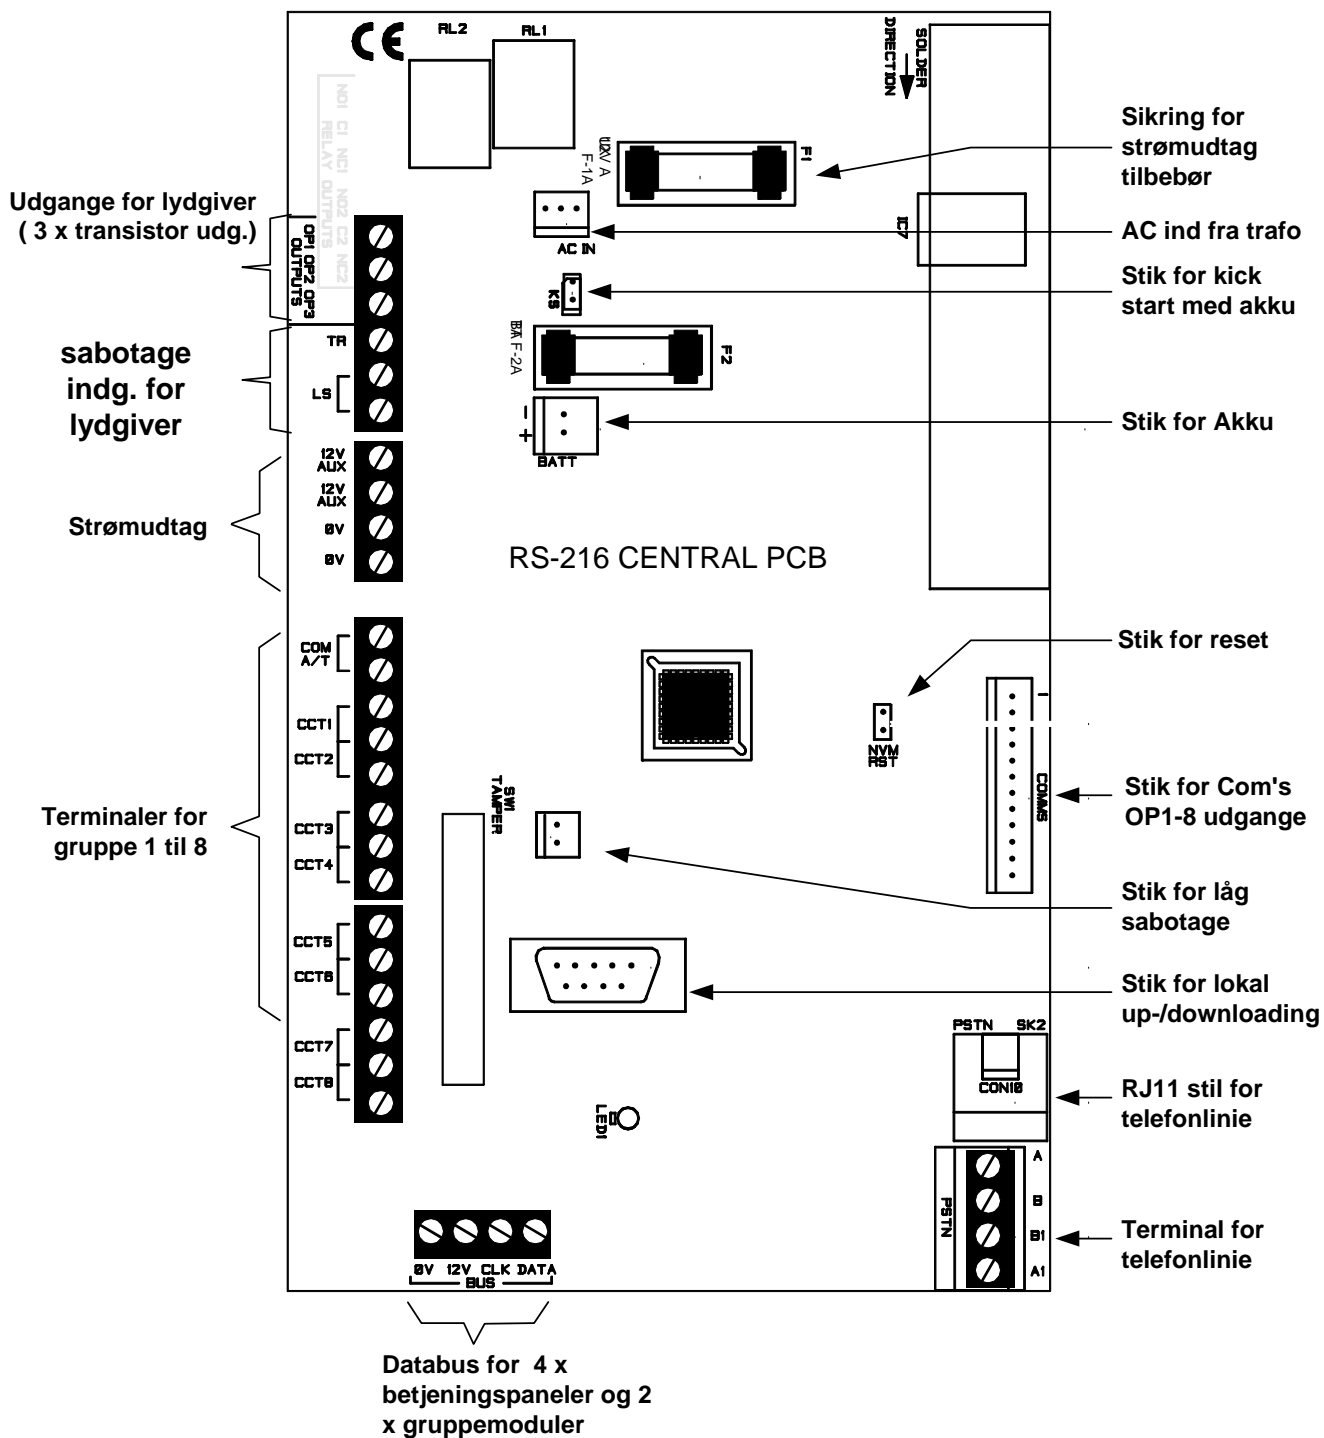 RL2
RL1
SOLDER
DIRECTION
NO1 C1 NC1 NO2 C2 NC2
RELAY OUTPUTS
Sikring for
strømudtag
tilbebør
F1
F-1A
Udgange for lydgiver
( 3 x transistor udg.)
OP1 OP2 OP3
OUTPUTS
AC IN
IC7
AC ind fra trafo
KS
Stik for kick
start med akku
TR
LS
sabotage
indg. for
lydgiver
F-2A
F2
- +
BATT
Stik for Akku
12V
AUX
12V
AUX
0V
0V
Strømudtag
RS-216 CENTRAL PCB
COM
A/T
CCT1
CCT2
CCT3
CCT4
CCT5
CCT6
CCT7
CCT8
Terminaler for
gruppe 1 til 8
Stik for reset
NVM
RST
1
COMMS
SW1
TAMPER
Stik for Com's
OP1-8 udgange
Stik for låg
sabotage
Stik for lokal
up-/downloading
PSTN SK2
CON10
RJ11 stil for
telefonlinie
LED1
PSTN
A
B
B1
A1
Terminal for
telefonlinie
0V 12V CLK DATA
BUS
Databus for 4 x
betjeningspaneler og 2
x gruppemoduler